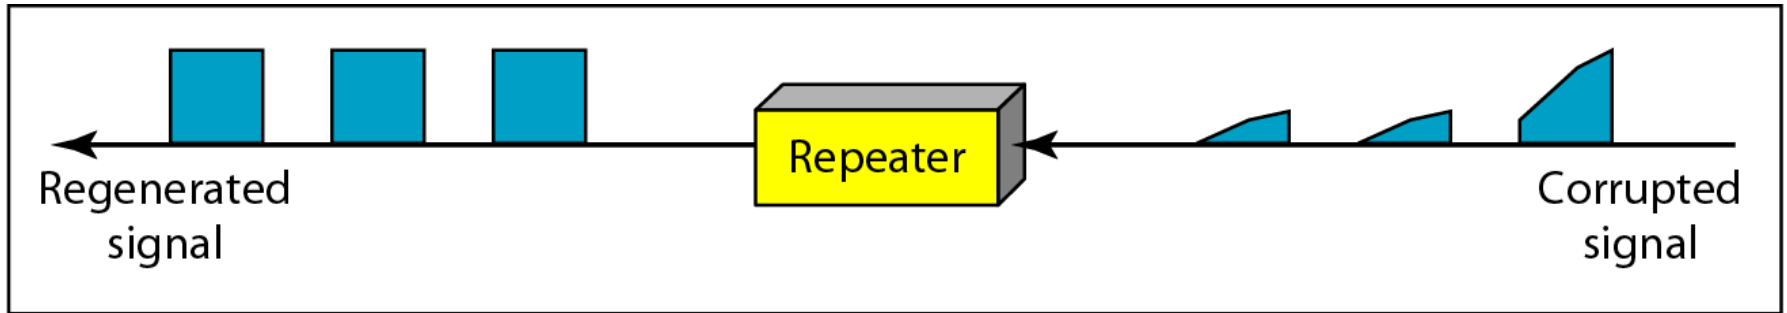 Repeater
Regenerated
signal
Corrupted
signal